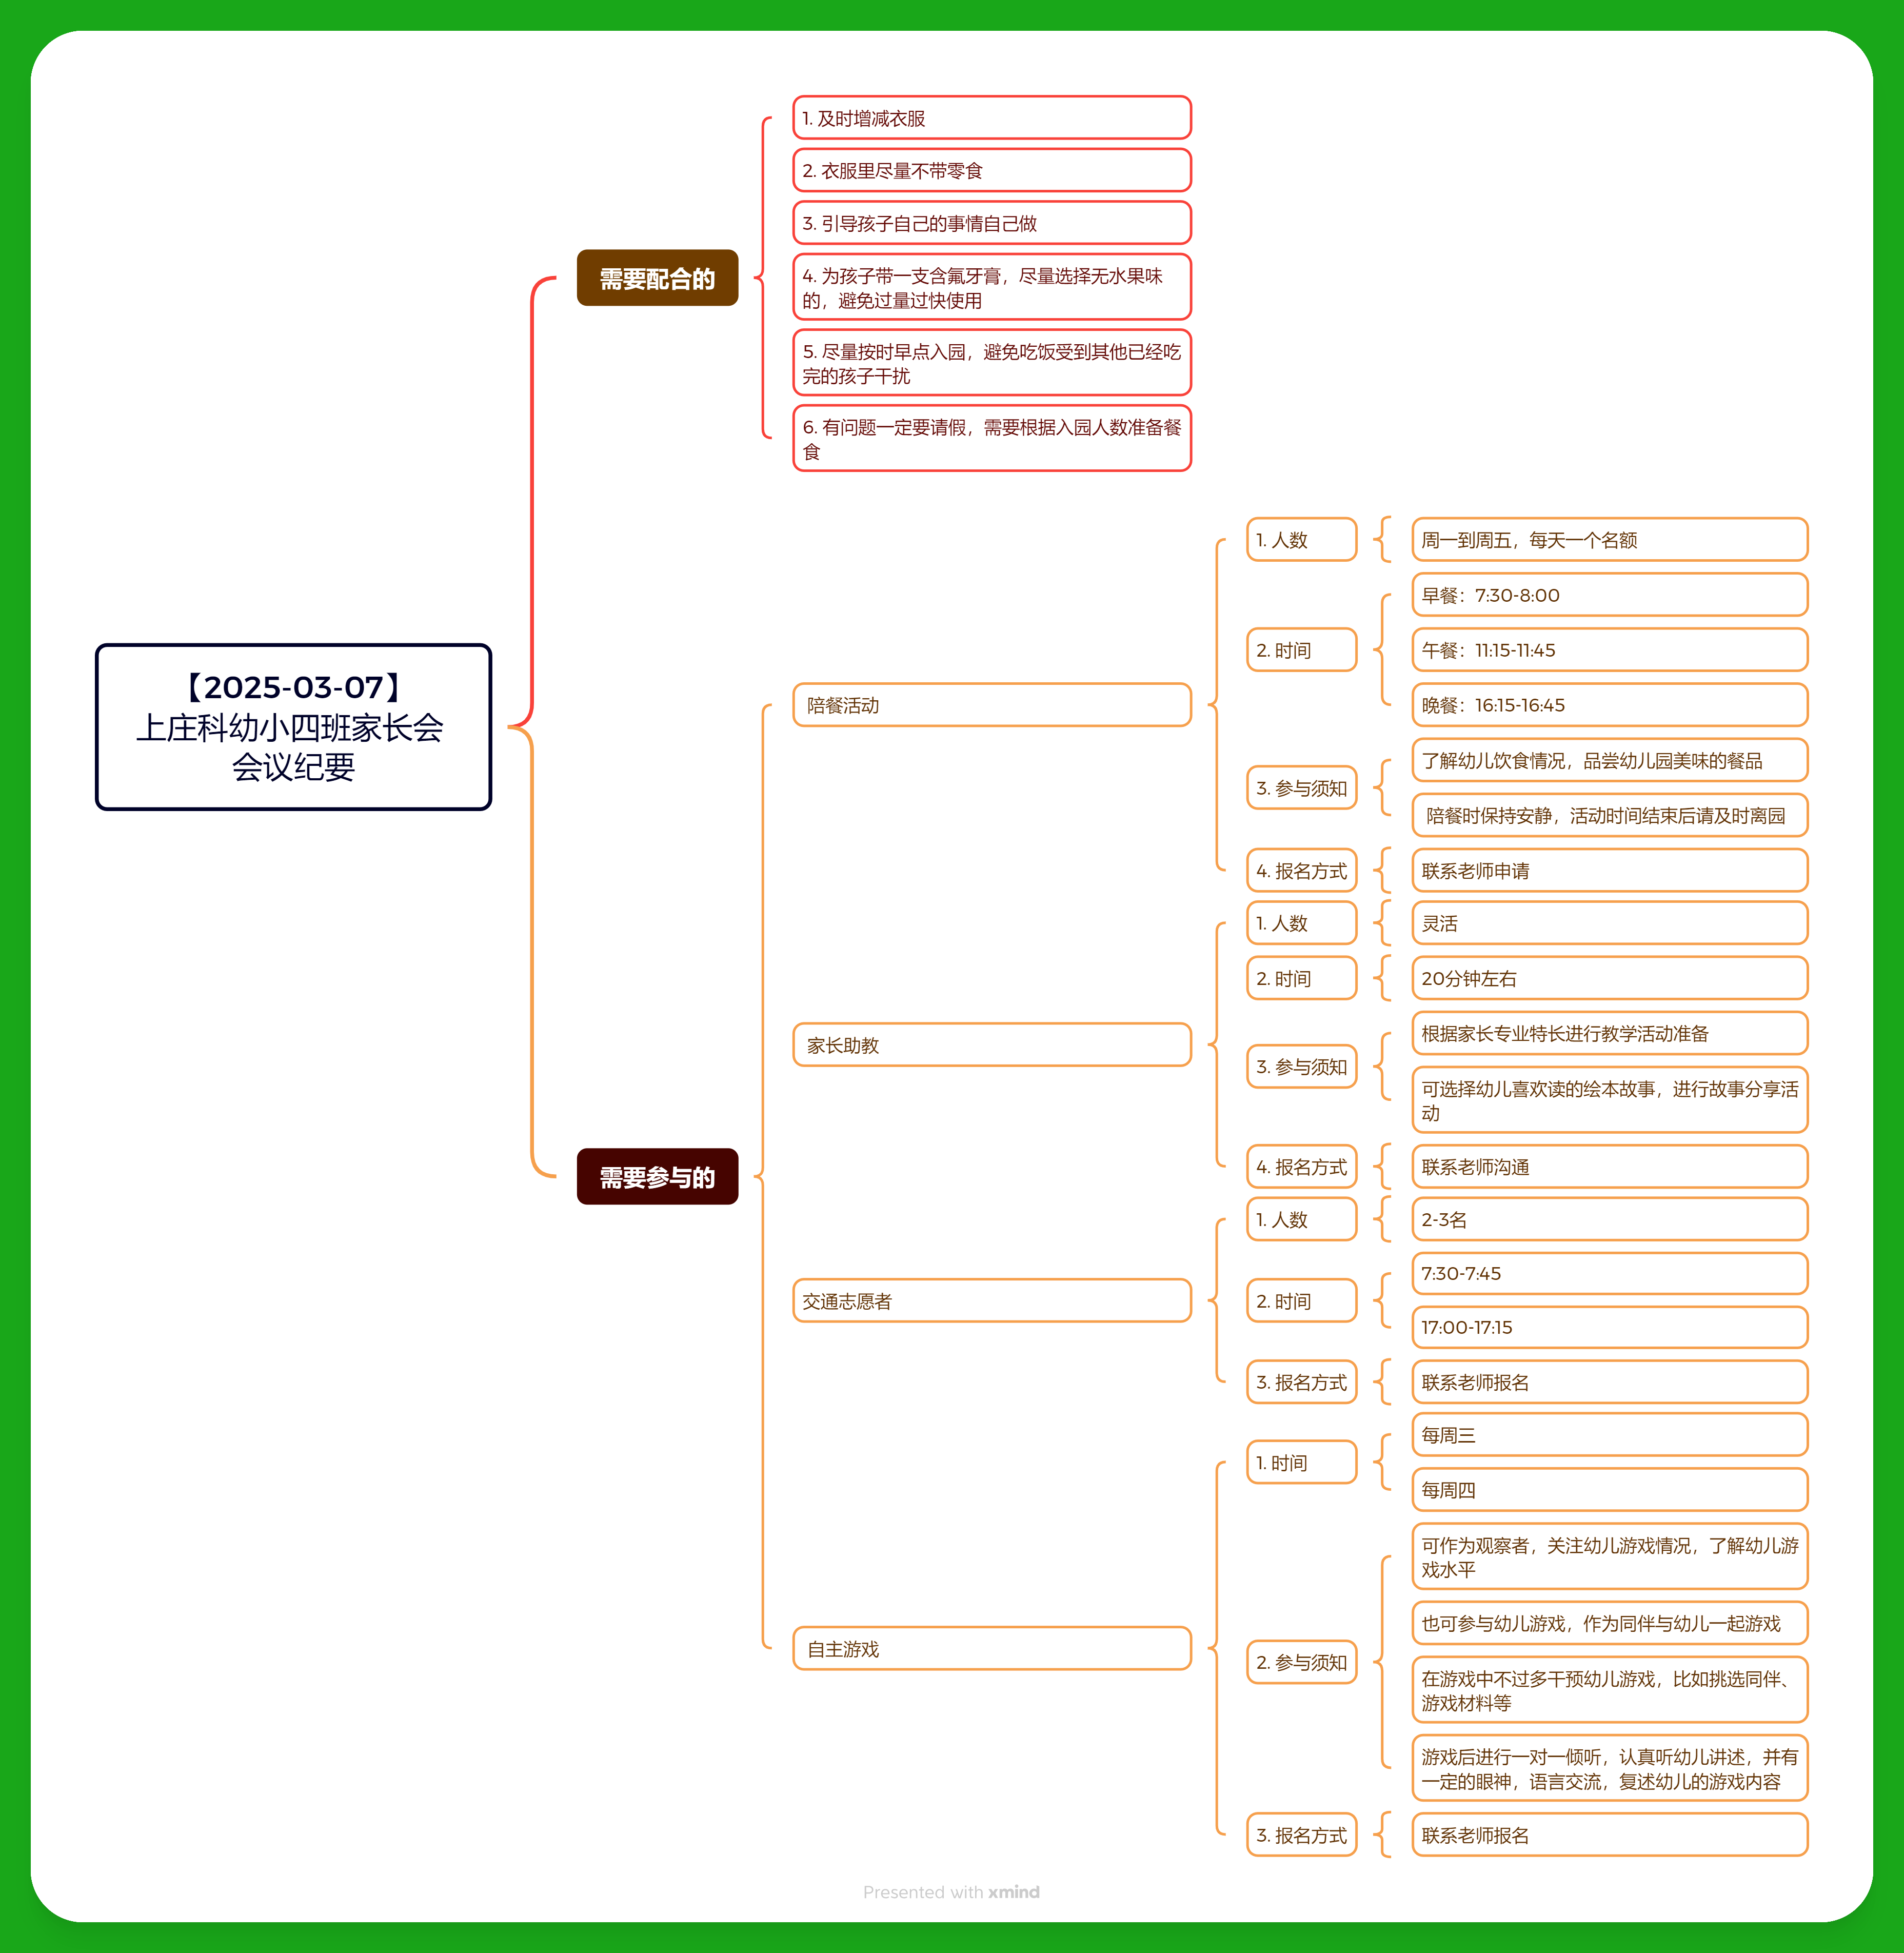 【2025-03-07】
上庄科幼小四班家长会
会议纪要
需要配合的
1. 及时增减衣服
2. 衣服里尽量不带零食
3. 引导孩子自己的事情自己做
4. 为孩子带一支含氟牙膏，尽量选择无水果味
的，避免过量过快使用
5. 尽量按时早点入园，避免吃饭受到其他已经吃
完的孩子干扰
6. 有问题一定要请假，需要根据入园人数准备餐
食
需要参与的
陪餐活动
1. 人数
周一到周五，每天一个名额
2. 时间
早餐：7:30-8:00
午餐：11:15-11:45
晚餐：16:15-16:45
3. 参与须知
了解幼儿饮食情况，品尝幼儿园美味的餐品
陪餐时保持安静，活动时间结束后请及时离园
4. 报名方式
联系老师申请
家长助教
1. 人数
灵活
2. 时间
20分钟左右
3. 参与须知
根据家长专业特长进行教学活动准备
可选择幼儿喜欢读的绘本故事，进行故事分享活
动
4. 报名方式
联系老师沟通
交通志愿者
1. 人数
2-3名
2. 时间
7:30-7:45
17:00-17:15
3. 报名方式
联系老师报名
自主游戏
1. 时间
每周三
每周四
2. 参与须知
可作为观察者，关注幼儿游戏情况，了解幼儿游
戏水平
也可参与幼儿游戏，作为同伴与幼儿一起游戏
在游戏中不过多干预幼儿游戏，比如挑选同伴、
游戏材料等
游戏后进行一对一倾听，认真听幼儿讲述，并有
一定的眼神，语言交流，复述幼儿的游戏内容
3. 报名方式
联系老师报名
Presented with xmind